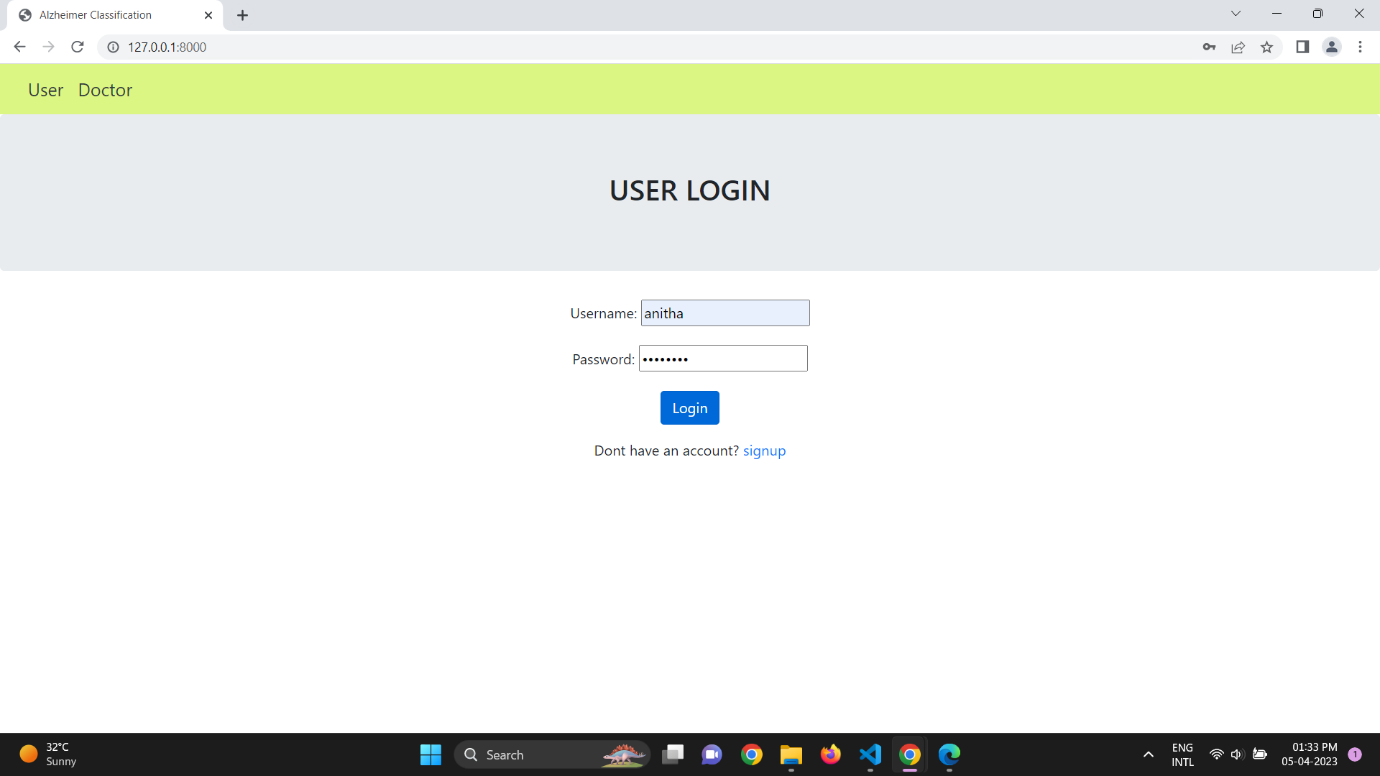 Alzheimer Classification
127.0.0.1:8000
User Doctor
USER LOGIN
Username: anitha
Password: ••••••••
Login
Dont have an account? signup
32°C
Sunny
Search
ENG
INTL
01:33 PM
05-04-2023
1